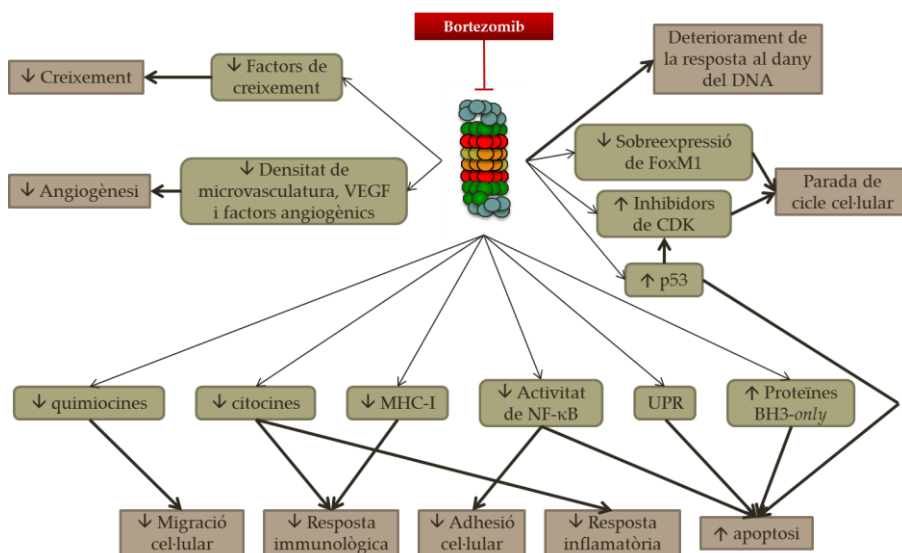 Bortezomib
↓ Creixement
↓ Factors de
creixement
Deteriorament de
la resposta al dany
del DNA
↓ Angiogènesi
↓ Densitat de
microvasculatura, VEGF
i factors angiogènics
↓ Sobreexpressió
de FoxM1
↑ Inhibidors
de CDK
Parada de
cicle cel·lular
↑ p53
↓ quimiocines
↓ citocines
↓ MHC-I
↓ Activitat
de NF-κB
UPR
↑ Proteïnes
BH3-only
↓ Migració
cel·lular
↓ Resposta
immunològica
↓ Adhesió
cel·lular
↓ Resposta
inflamatòria
↑ apoptosi